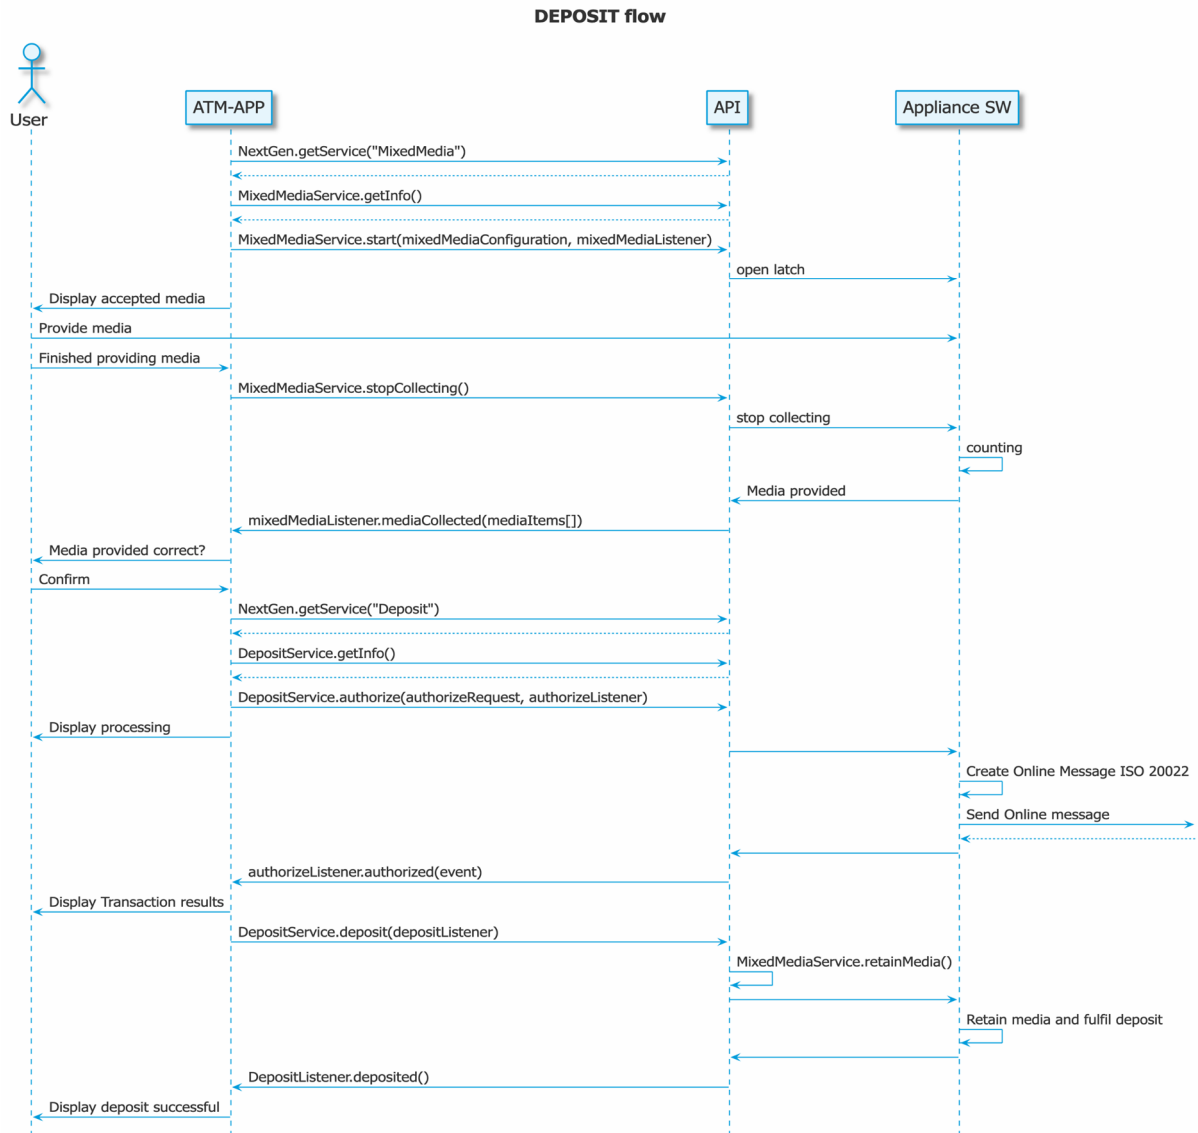 DEPOSIT flow
User
ATM-APP
API
Appliance SW
NextGen.getService("MixedMedia")
MixedMediaService.getInfo()
MixedMediaService.start(mixedMediaConfiguration, mixedMediaListener)
open latch
Display accepted media
Provide media
Finished providing media
MixedMediaService.stopCollecting()
stop collecting
counting
Media provided
mixedMediaListener.mediaCollected(mediaItems[])
Media provided correct?
Confirm
NextGen.getService("Deposit")
DepositService.getInfo()
DepositService.authorize(authorizeRequest, authorizeListener)
Display processing
Create Online Message ISO 20022
Send Online message
authorizeListener.authorized(event)
Display Transaction results
DepositService.deposit(depositListener)
MixedMediaService.retainMedia()
Retain media and fulfil deposit
DepositListener.deposited()
Display deposit successful